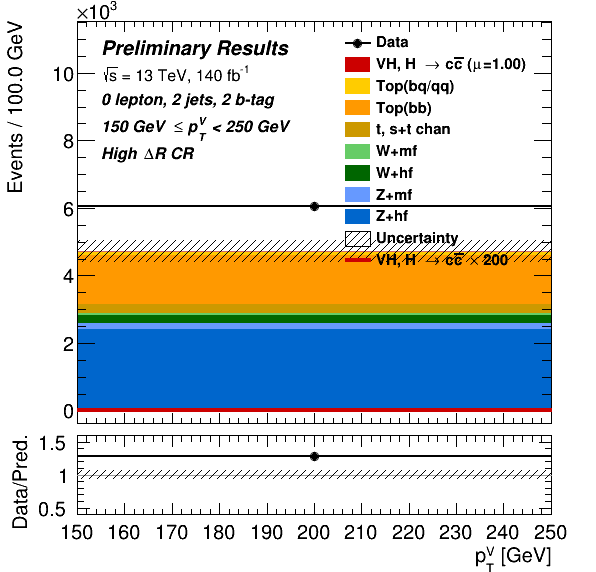 ×10³
Events / 100.0 GeV
10
8
6
4
2
0
Preliminary Results
√s = 13 TeV, 140 fb⁻¹
0 lepton, 2 jets, 2 b-tag
150 GeV ≤ p_T^V < 250 GeV
High ΔR CR
Data
VH, H → cc̅ (μ=1.00)
Top(bq/qq)
Top(bb)
t, s+t chan
W+mf
W+hf
Z+mf
Z+hf
Uncertainty
VH, H → cc̅ × 200
Data/Pred.
1.5
1
0.5
150 160 170 180 190 200 210 220 230 240 250
p_T^V [GeV]